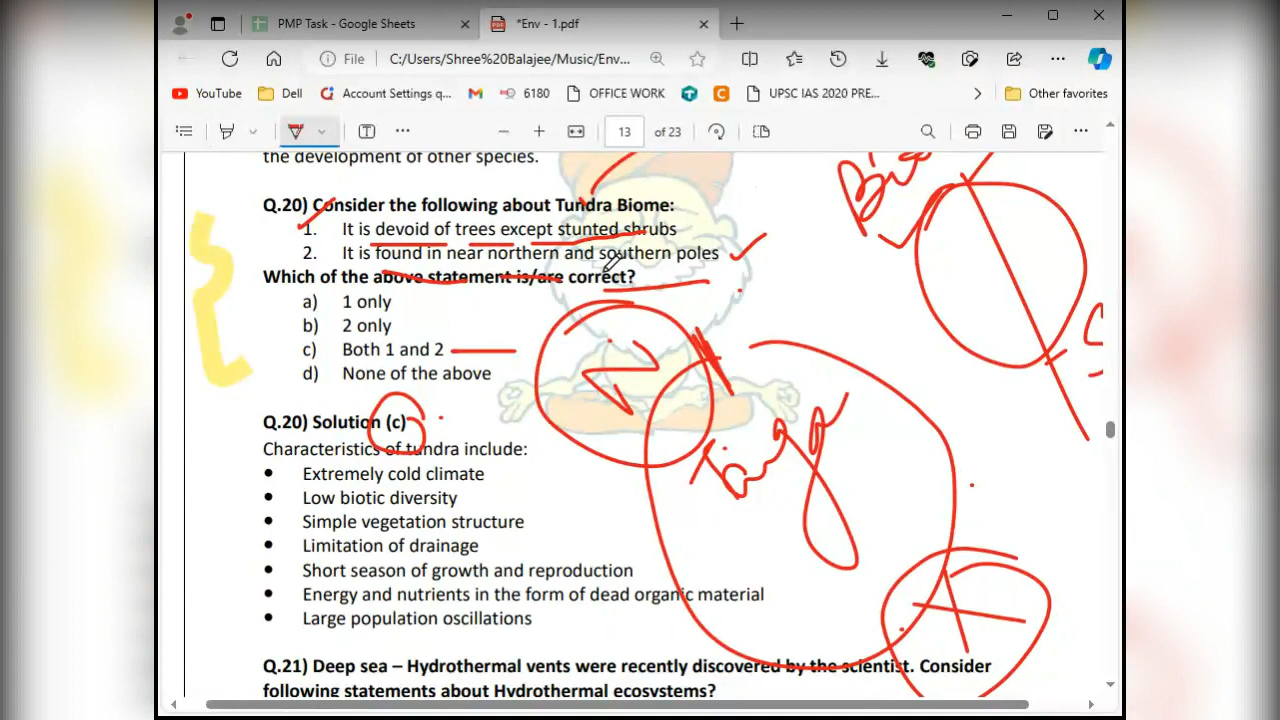 PMP Task - Google Sheets
*Env - 1.pdf
File
C:/Users/Shree%20Balajee/Music/Env...
YouTube
Dell
Account Settings q...
6180
OFFICE WORK
UPSC IAS 2020 PRE...
Other favorites
13 of 23
the development of other species.
Q.20) Consider the following about Tundra Biome:
1. It is devoid of trees except stunted shrubs
2. It is found in near northern and southern poles
Which of the above statement is/are correct?
a) 1 only
b) 2 only
c) Both 1 and 2
d) None of the above
Q.20) Solution (c)
Characteristics of tundra include:
• Extremely cold climate
• Low biotic diversity
• Simple vegetation structure
• Limitation of drainage
• Short season of growth and reproduction
• Energy and nutrients in the form of dead organic material
• Large population oscillations
Q.21) Deep sea – Hydrothermal vents were recently discovered by the scientist. Consider
following statements about Hydrothermal ecosystems?